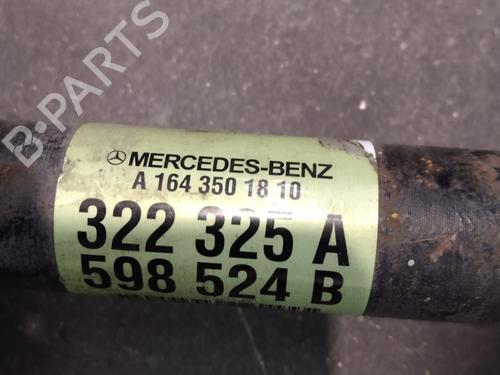 B-PARTS
MERCEDES-BENZ
A 164 350 18 10
322 325 A
598 524 B